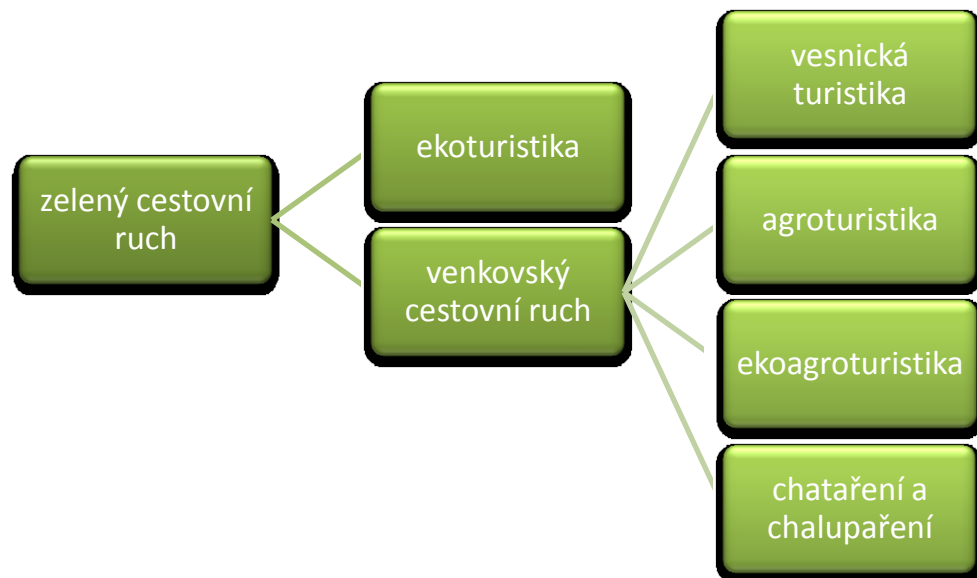 zelený cestovní
ruch
ekoturistika
venkovský
cestovní ruch
vesnická
turistika
agroturistika
ekoagroturistika
chataření a
chalupaření